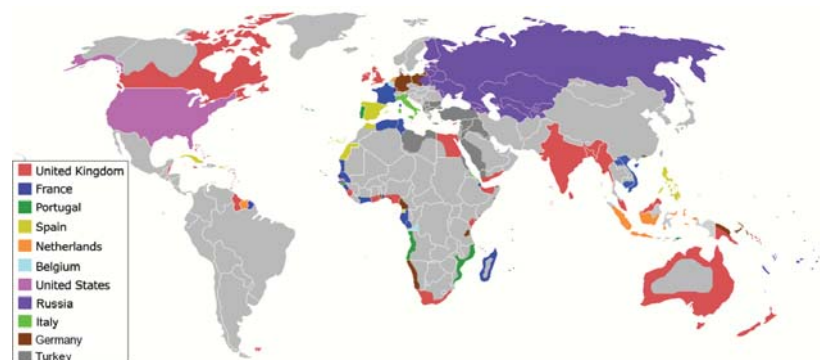 United Kingdom
France
Portugal
Spain
Netherlands
Belgium
United States
Russia
Italy
Germany
Turkey